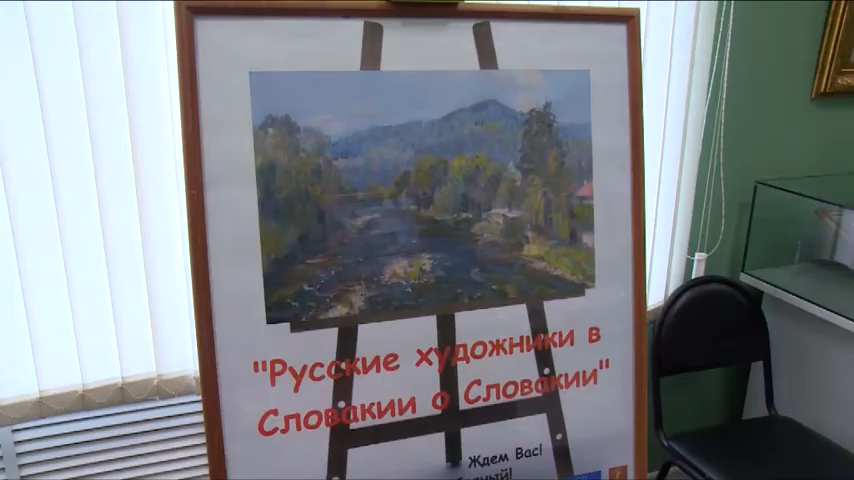 "Русские художники в
Словакии о Словакии"
Ждем Вас!